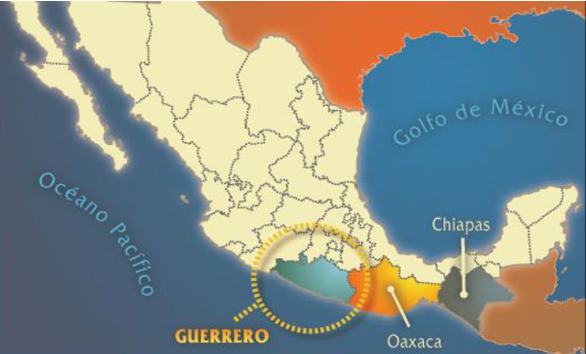 Golfo de México
Océano Pacífico
Chiapas
GUERRERO
Oaxaca